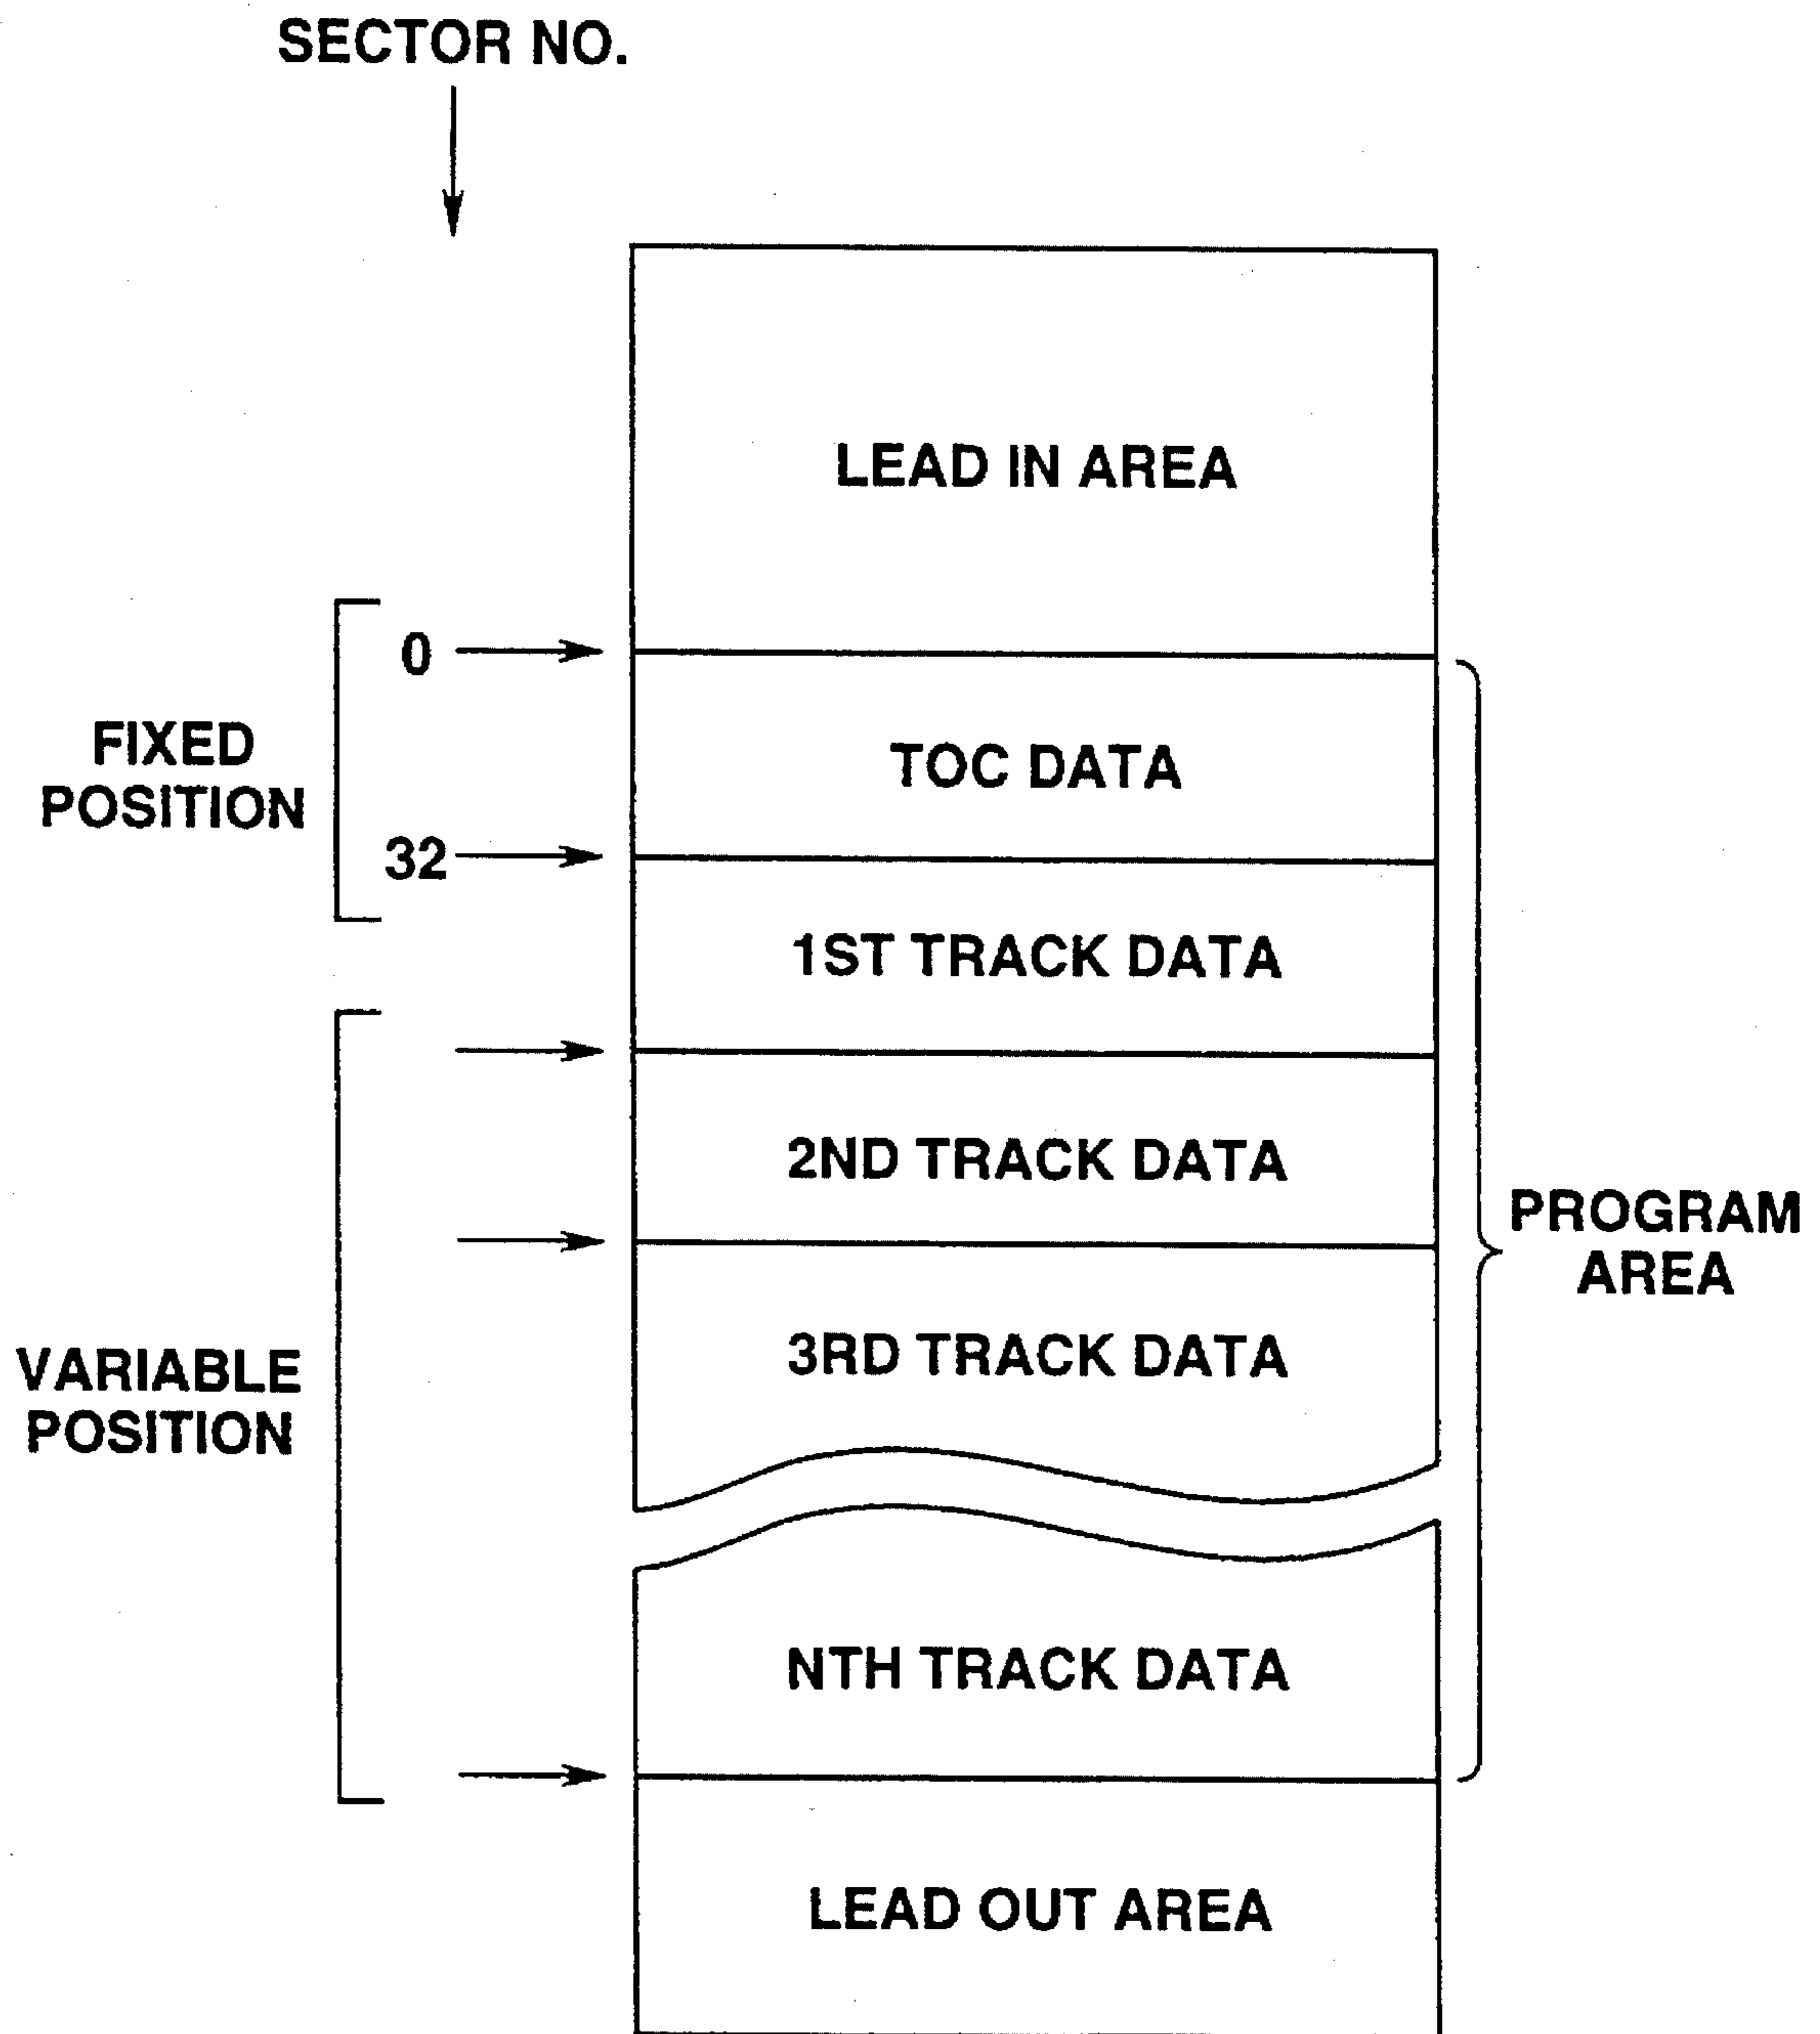 SECTOR NO.
LEAD IN AREA
0
FIXED
POSITION
TOC DATA
32
1ST TRACK DATA
2ND TRACK DATA
PROGRAM
AREA
3RD TRACK DATA
VARIABLE
POSITION
NTH TRACK DATA
LEAD OUT AREA